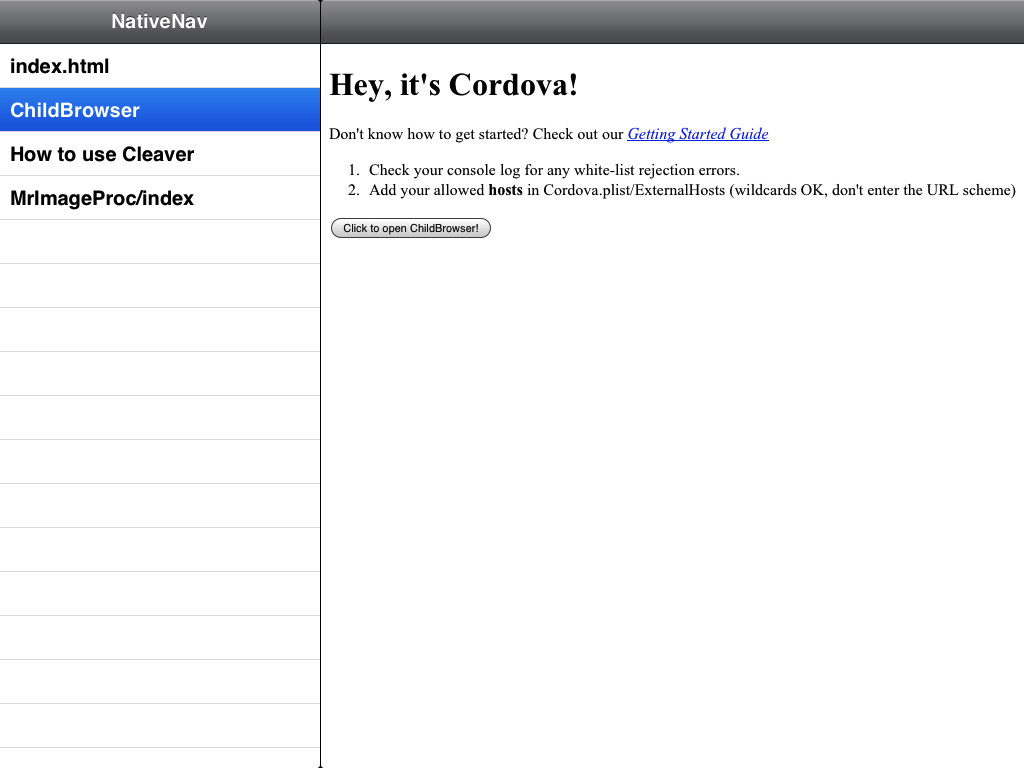 NativeNav
index.html
ChildBrowser
How to use Cleaver
MrImageProc/index
Hey, it's Cordova!
Don't know how to get started? Check out our Getting Started Guide
1. Check your console log for any white-list rejection errors.
2. Add your allowed hosts in Cordova.plist/ExternalHosts (wildcards OK, don't enter the URL scheme)
Click to open ChildBrowser!